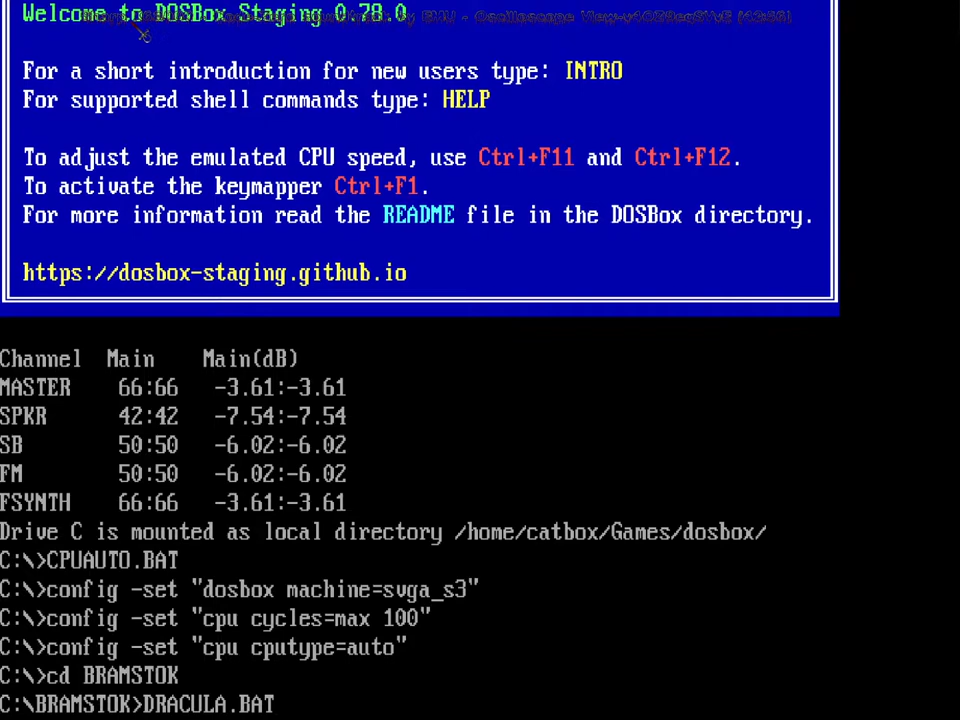 Welcome to DOSBox Staging 0.78.0
For a short introduction for new users type: INTRO
For supported shell commands type: HELP
To adjust the emulated CPU speed, use Ctrl+F11 and Ctrl+F12.
To activate the keymapper Ctrl+F1.
For more information read the README file in the DOSBox directory.
https://dosbox-staging.github.io
Channel Main Main(dB)
MASTER 66:66 -3.61:-3.61
SPKR 42:42 -7.54:-7.54
SB 50:50 -6.02:-6.02
FM 50:50 -6.02:-6.02
FSYNTH 66:66 -3.61:-3.61
Drive C is mounted as local directory /home/catbox/Games/dosbox/
C:\>CPUAUTO.BAT
C:\>config -set "dosbox machine=svga_s3"
C:\>config -set "cpu cycles=max 100"
C:\>config -set "cpu cputype=auto"
C:\>cd BRAMSTOK
C:\BRAMSTOK>DRACULA.BAT